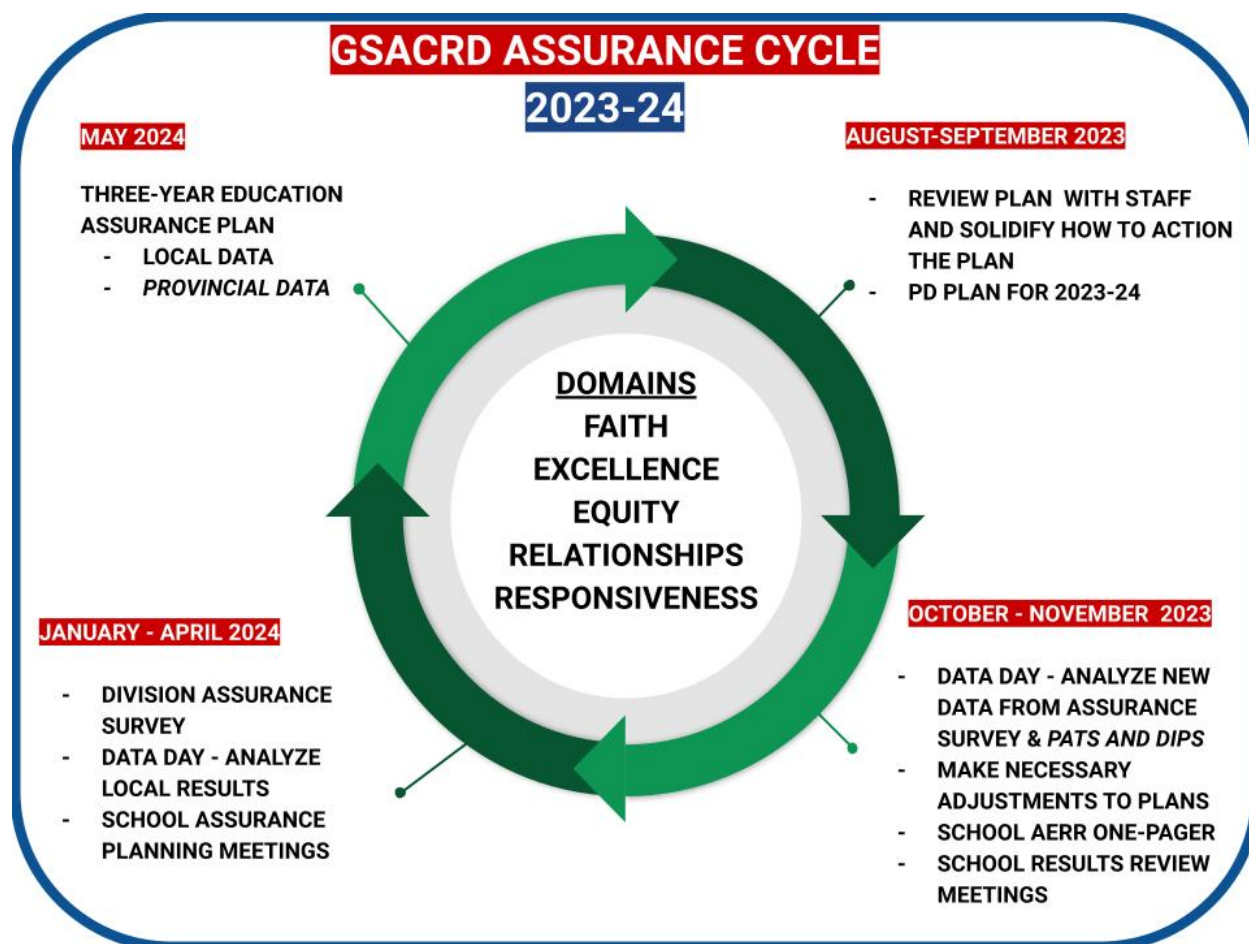 GSACRD ASSURANCE CYCLE
2023-24
MAY 2024
THREE-YEAR EDUCATION
ASSURANCE PLAN
- LOCAL DATA
- PROVINCIAL DATA
AUGUST-SEPTEMBER 2023
- REVIEW PLAN WITH STAFF
AND SOLIDIFY HOW TO ACTION
THE PLAN
- PD PLAN FOR 2023-24
DOMAINS
FAITH
EXCELLENCE
EQUITY
RELATIONSHIPS
RESPONSIVENESS
JANUARY - APRIL 2024
- DIVISION ASSURANCE
SURVEY
- DATA DAY - ANALYZE
LOCAL RESULTS
- SCHOOL ASSURANCE
PLANNING MEETINGS
OCTOBER - NOVEMBER 2023
- DATA DAY - ANALYZE NEW
DATA FROM ASSURANCE
SURVEY & PATS AND DIPS
- MAKE NECESSARY
ADJUSTMENTS TO PLANS
- SCHOOL AERR ONE-PAGER
- SCHOOL RESULTS REVIEW
MEETINGS